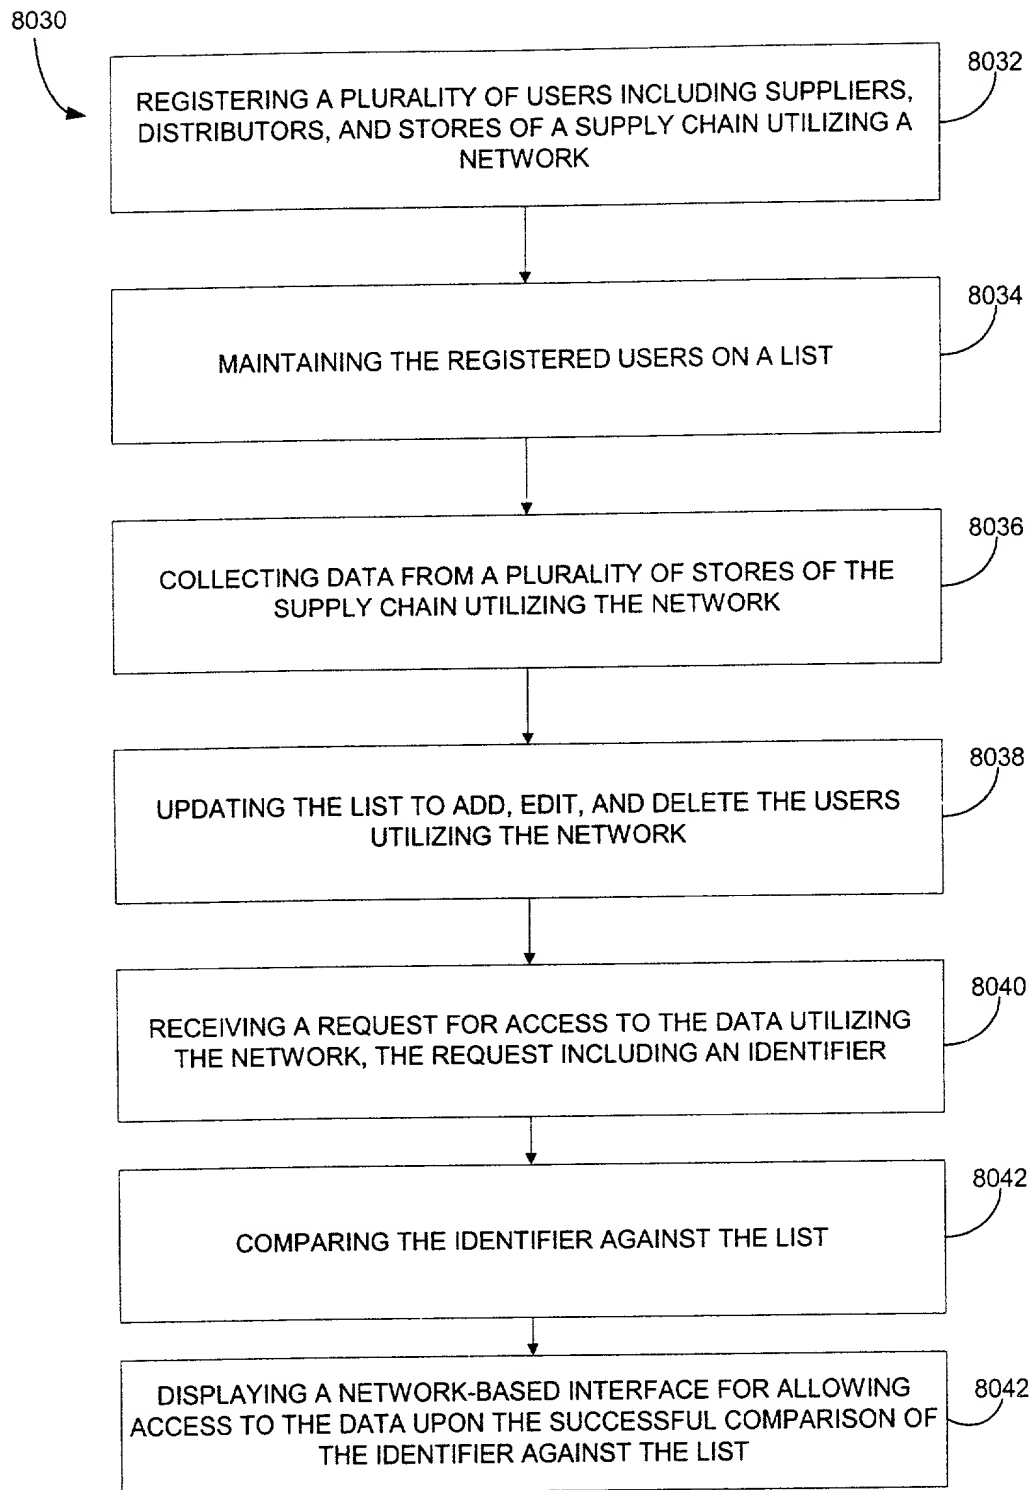 8030
8032
REGISTERING A PLURALITY OF USERS INCLUDING SUPPLIERS,
DISTRIBUTORS, AND STORES OF A SUPPLY CHAIN UTILIZING A
NETWORK
8034
MAINTAINING THE REGISTERED USERS ON A LIST
8036
COLLECTING DATA FROM A PLURALITY OF STORES OF THE
SUPPLY CHAIN UTILIZING THE NETWORK
8038
UPDATING THE LIST TO ADD, EDIT, AND DELETE THE USERS
UTILIZING THE NETWORK
8040
RECEIVING A REQUEST FOR ACCESS TO THE DATA UTILIZING
THE NETWORK, THE REQUEST INCLUDING AN IDENTIFIER
8042
COMPARING THE IDENTIFIER AGAINST THE LIST
8042
DISPLAYING A NETWORK-BASED INTERFACE FOR ALLOWING
ACCESS TO THE DATA UPON THE SUCCESSFUL COMPARISON OF
THE IDENTIFIER AGAINST THE LIST